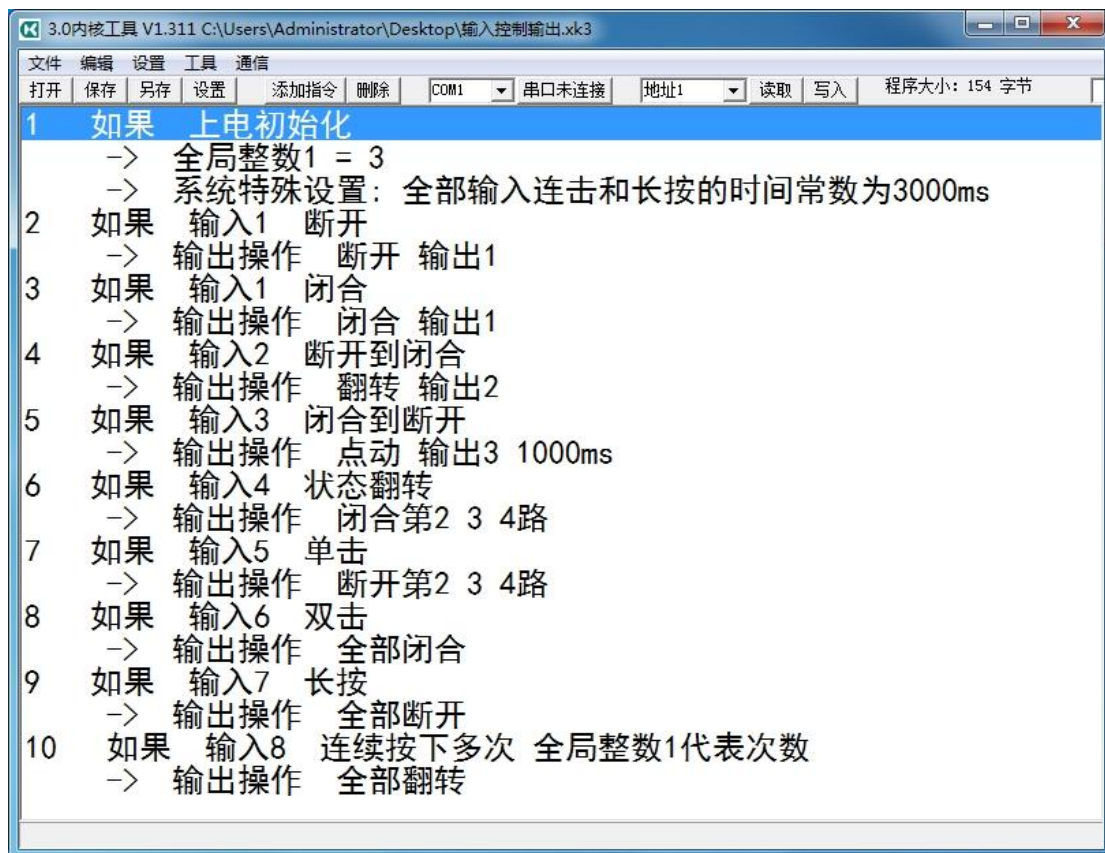 3.0内核工具 V1.311 C:\Users\Administrator\Desktop\输入控制输出.xk3
文件 编辑 设置 工具 通信
打开 保存 另存 设置 添加指令 删除 COM1 串口未连接 地址1 读取 写入 程序大小: 154 字节
1 如果 上电初始化
-> 全局整数1 = 3
-> 系统特殊设置: 全部输入连击和长按的时间常数为3000ms
2 如果 输入1 断开
-> 输出操作 断开 输出1
3 如果 输入1 闭合
-> 输出操作 闭合 输出1
4 如果 输入2 断开到闭合
-> 输出操作 翻转 输出2
5 如果 输入3 闭合到断开
-> 输出操作 点动 输出3 1000ms
6 如果 输入4 状态翻转
-> 输出操作 闭合第2 3 4路
7 如果 输入5 单击
-> 输出操作 断开第2 3 4路
8 如果 输入6 双击
-> 输出操作 全部闭合
9 如果 输入7 长按
-> 输出操作 全部断开
10 如果 输入8 连续按下多次 全局整数1代表次数
-> 输出操作 全部翻转